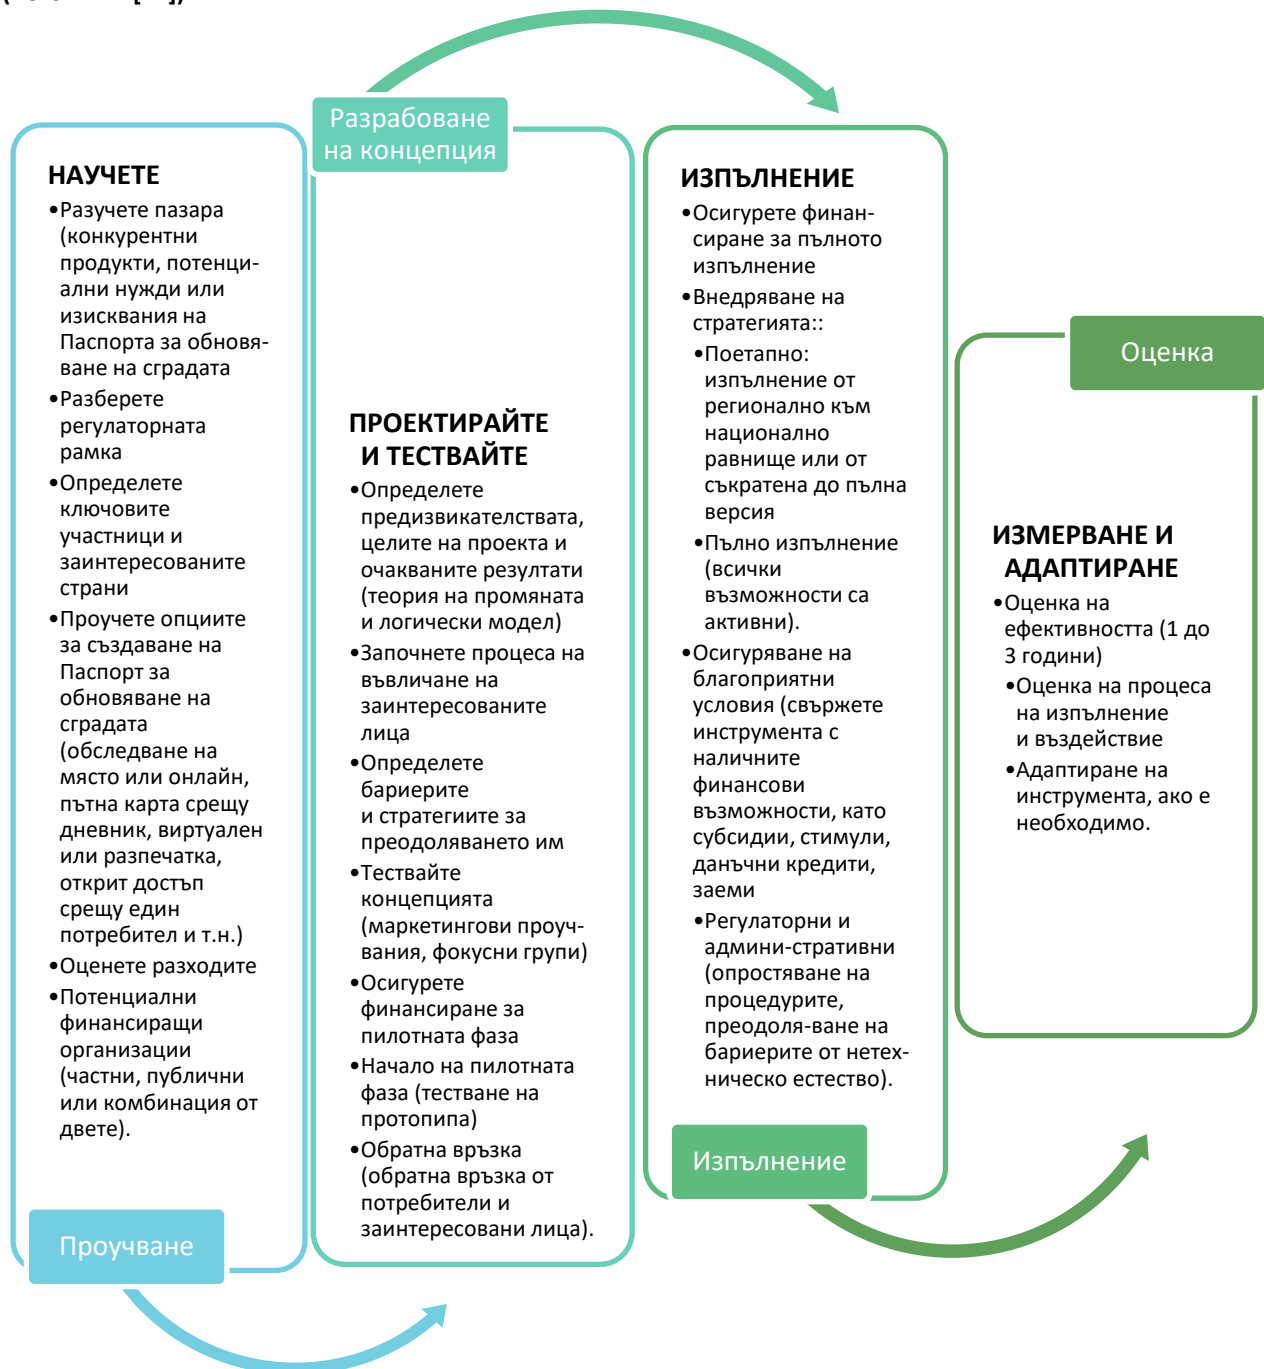 Разрабоване
на концепция
НАУЧЕТЕ
•Разучете пазара
(конкурентни
продукти, потенци-
ални нужди или
изисквания на
Паспорта за обновя-
ване на сградата
•Разберете
регулаторната
рамка
•Определете
ключовите
участници и
заинтересованите
страни
•Проучете опциите
за създаване на
Паспорт за
обновяване на
сградата
(обследване на
място или онлайн,
пътна карта срещу
дневник, виртуален
или разпечатка,
открит достъп
срещу един
потребител и т.н.)
•Оценете разходите
•Потенциални
финансиращи
организации
(частни, публични
или комбинация от
двете).
Проучване
ПРОЕКТИРАЙТЕ
И ТЕСТВАЙТЕ
•Определете
предизвикателствата,
целите на проекта и
очакваните резултати
(теория на промяната
и логически модел)
•Започнете процеса на
въвличане на
заинтересованите
лица
•Определете
бариерите
и стратегиите за
преодоляването им
•Тествайте
концепцията
(маркетингови проуч-
вания, фокусни групи)
•Осигурете
финансиране за
пилотната фаза
•Начало на пилотната
фаза (тестване на
протопипа)
•Обратна връзка
(обратна връзка от
потребители и
заинтересовани лица).
ИЗПЪЛНЕНИЕ
•Осигурете финан-
сиране за пълното
изпълнение
•Внедряване на
стратегията::
•Поетапно:
изпълнение от
регионално към
национално
равнище или от
съкратена до пълна
версия
•Пълно изпълнение
(всички
възможности са
активни).
•Осигуряване на
благоприятни
условия (свържете
инструмента с
наличните
финансови
възможности, като
субсидии, стимули,
данъчни кредити,
заеми
•Регулаторни и
админи-стративни
(опростяване на
процедурите,
преодоля-ване на
бариерите от нетех-
ническо естество).
Изпълнение
Оценка
ИЗМЕРВАНЕ И
АДАПТИРАНЕ
•Оценка на
ефективността (1 до
3 години)
•Оценка на процеса
на изпълнение
и въздействие
•Адаптиране на
инструмента, ако е
необходимо.